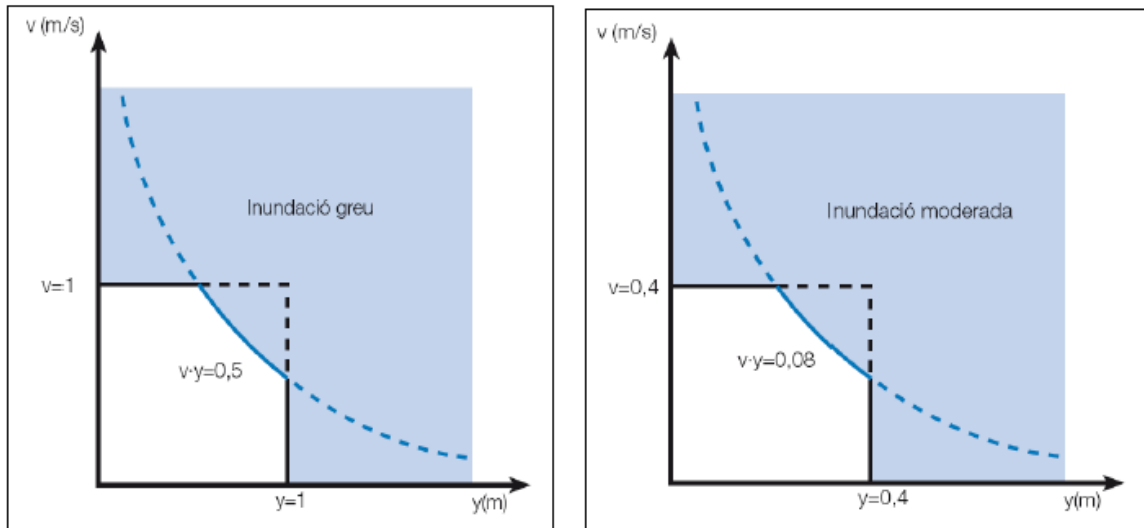 v (m/s)
Inundació greu
v=1
v·y=0,5
y=1
y(m)
v (m/s)
Inundació moderada
v=0,4
v·y=0,08
y=0,4
y(m)